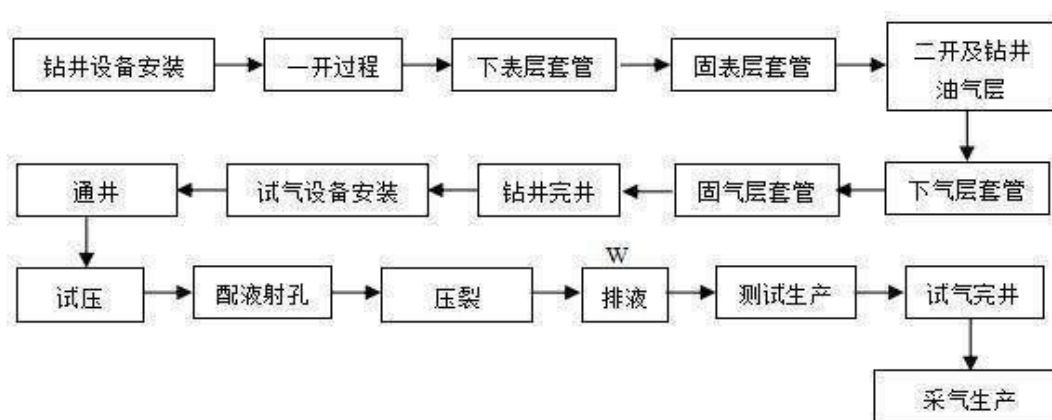 钻井设备安装
一开过程
下表层套管
固表层套管
二开及钻井
油气层
下气层套管
固气层套管
钻井完井
试气设备安装
通井
试压
配液射孔
压裂
W
排液
测试生产
试气完井
采气生产